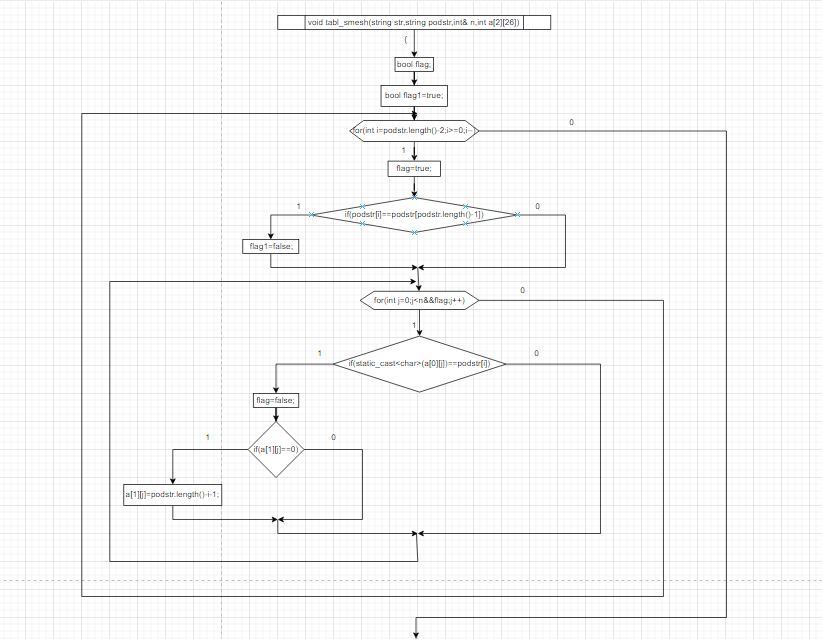 void tabl_smesh(string str,string podstr,int& n,int a[2][26])
{
bool flag;
bool flag1=true;
for(int i=podstr.length()-2;i>=0;i--)
0
1
flag=true;
1
0
if(podstr[i]==podstr[podstr.length()-1])
flag1=false;
0
for(int j=0;j<n&&flag;j++)
1
1
0
if(static_cast<char>(a[0][j])==podstr[i])
flag=false;
1
0
if(a[1][j]==0)
a[1][j]=podstr.length()-i-1;